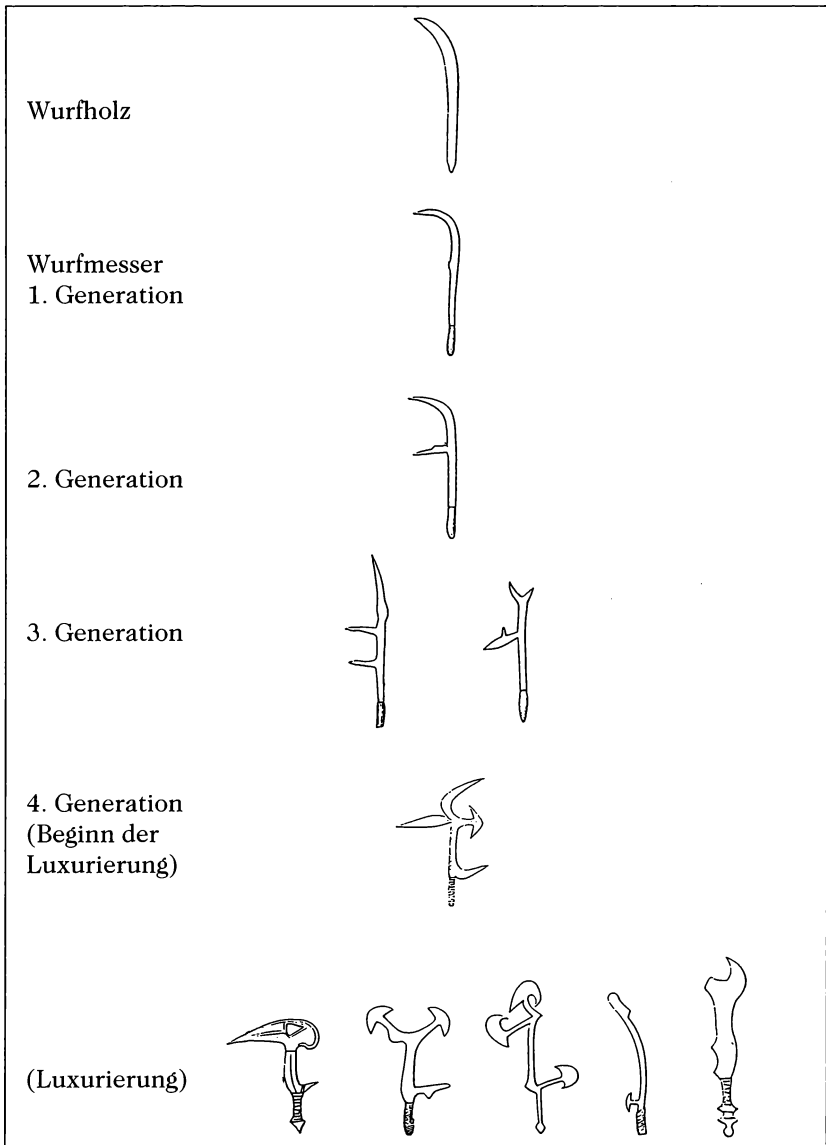 Wurfholz
Wurfmesser
1. Generation
2. Generation
3. Generation
4. Generation
(Beginn der
Luxurierung)
(Luxurierung)